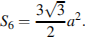 S₆ = 3√3/2 a².